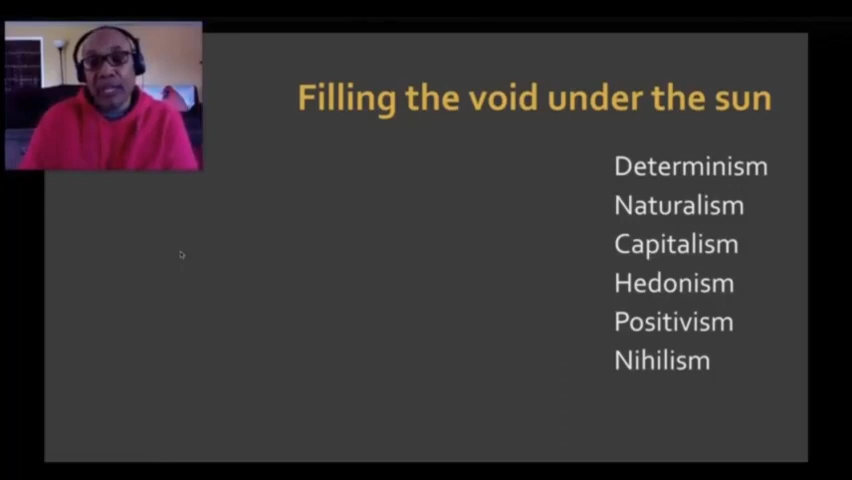 Filling the void under the sun
Determinism
Naturalism
Capitalism
Hedonism
Positivism
Nihilism